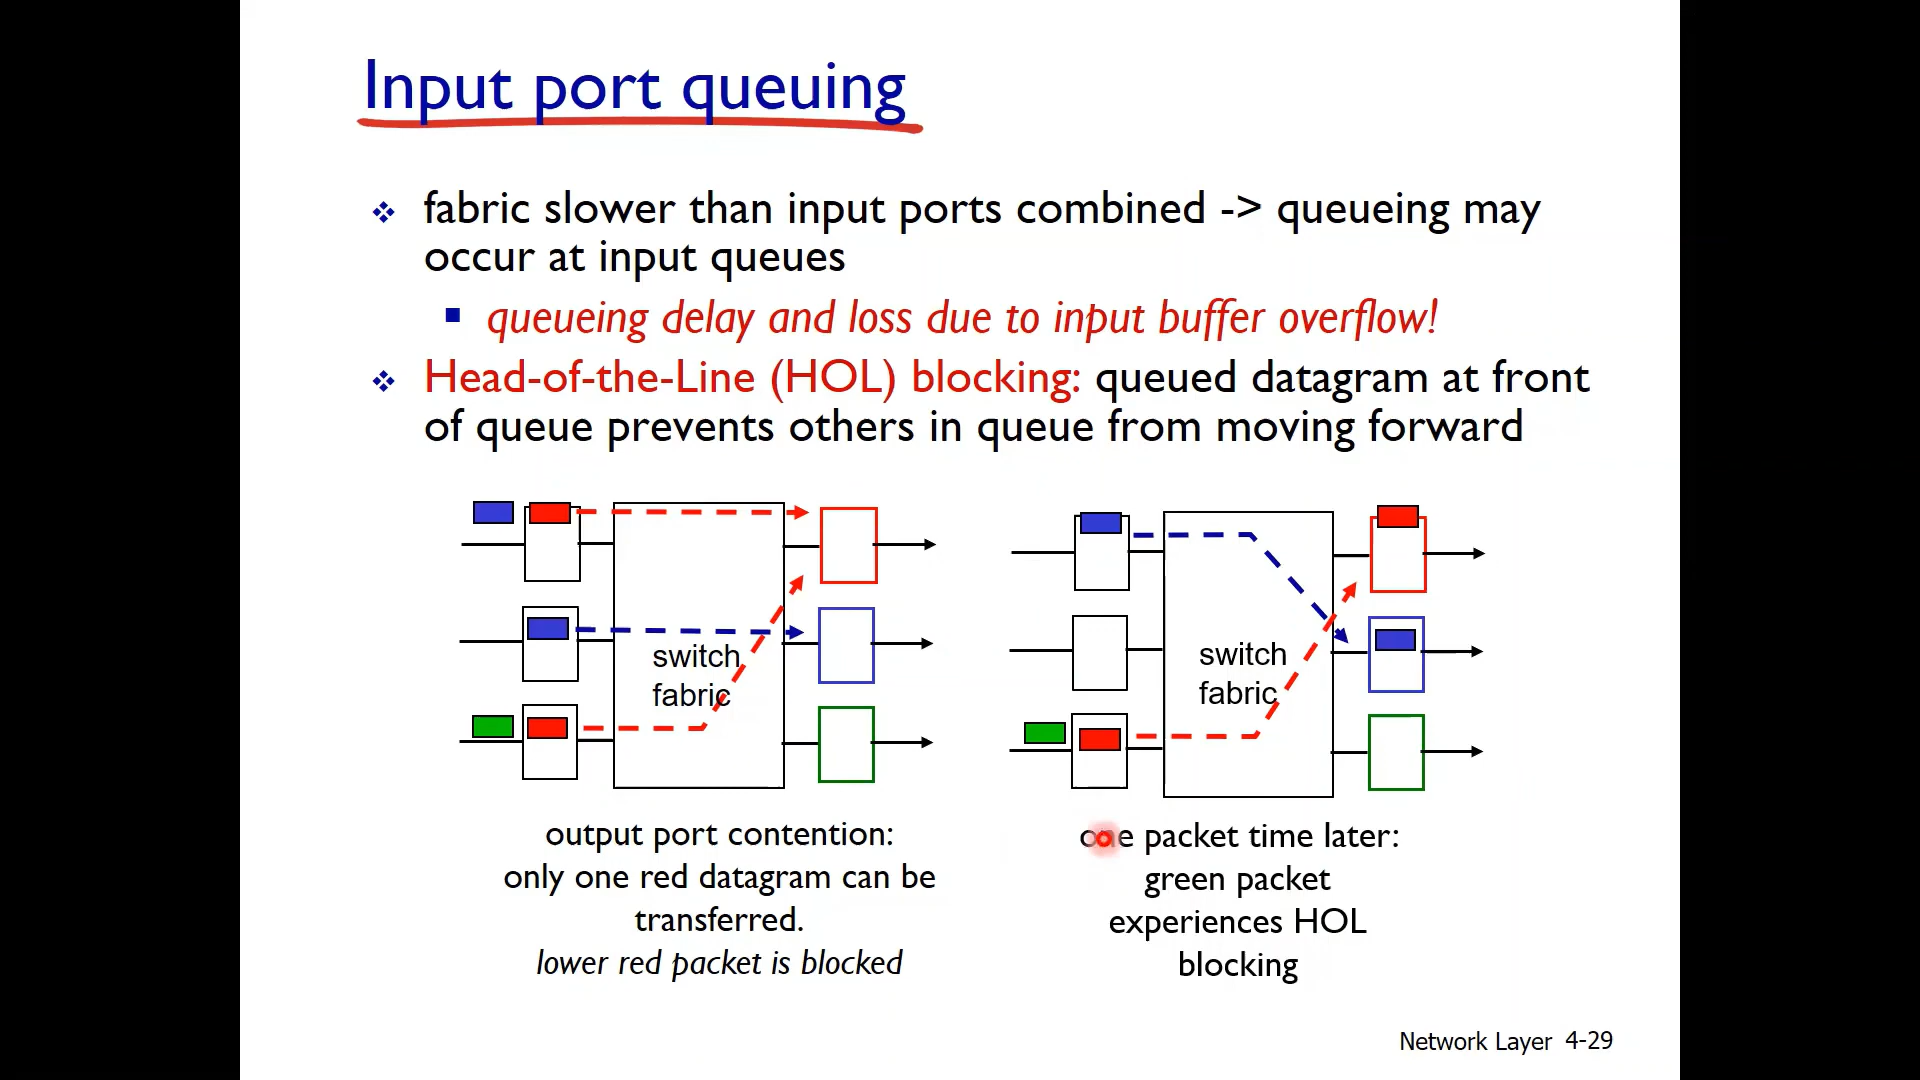 Input port queuing
fabric slower than input ports combined -> queueing may
occur at input queues
queueing delay and loss due to input buffer overflow!
Head-of-the-Line (HOL) blocking: queued datagram at front
of queue prevents others in queue from moving forward
switch
fabric
output port contention:
only one red datagram can be
transferred.
lower red packet is blocked
switch
fabric
one packet time later:
green packet
experiences HOL
blocking
Network Layer 4-29